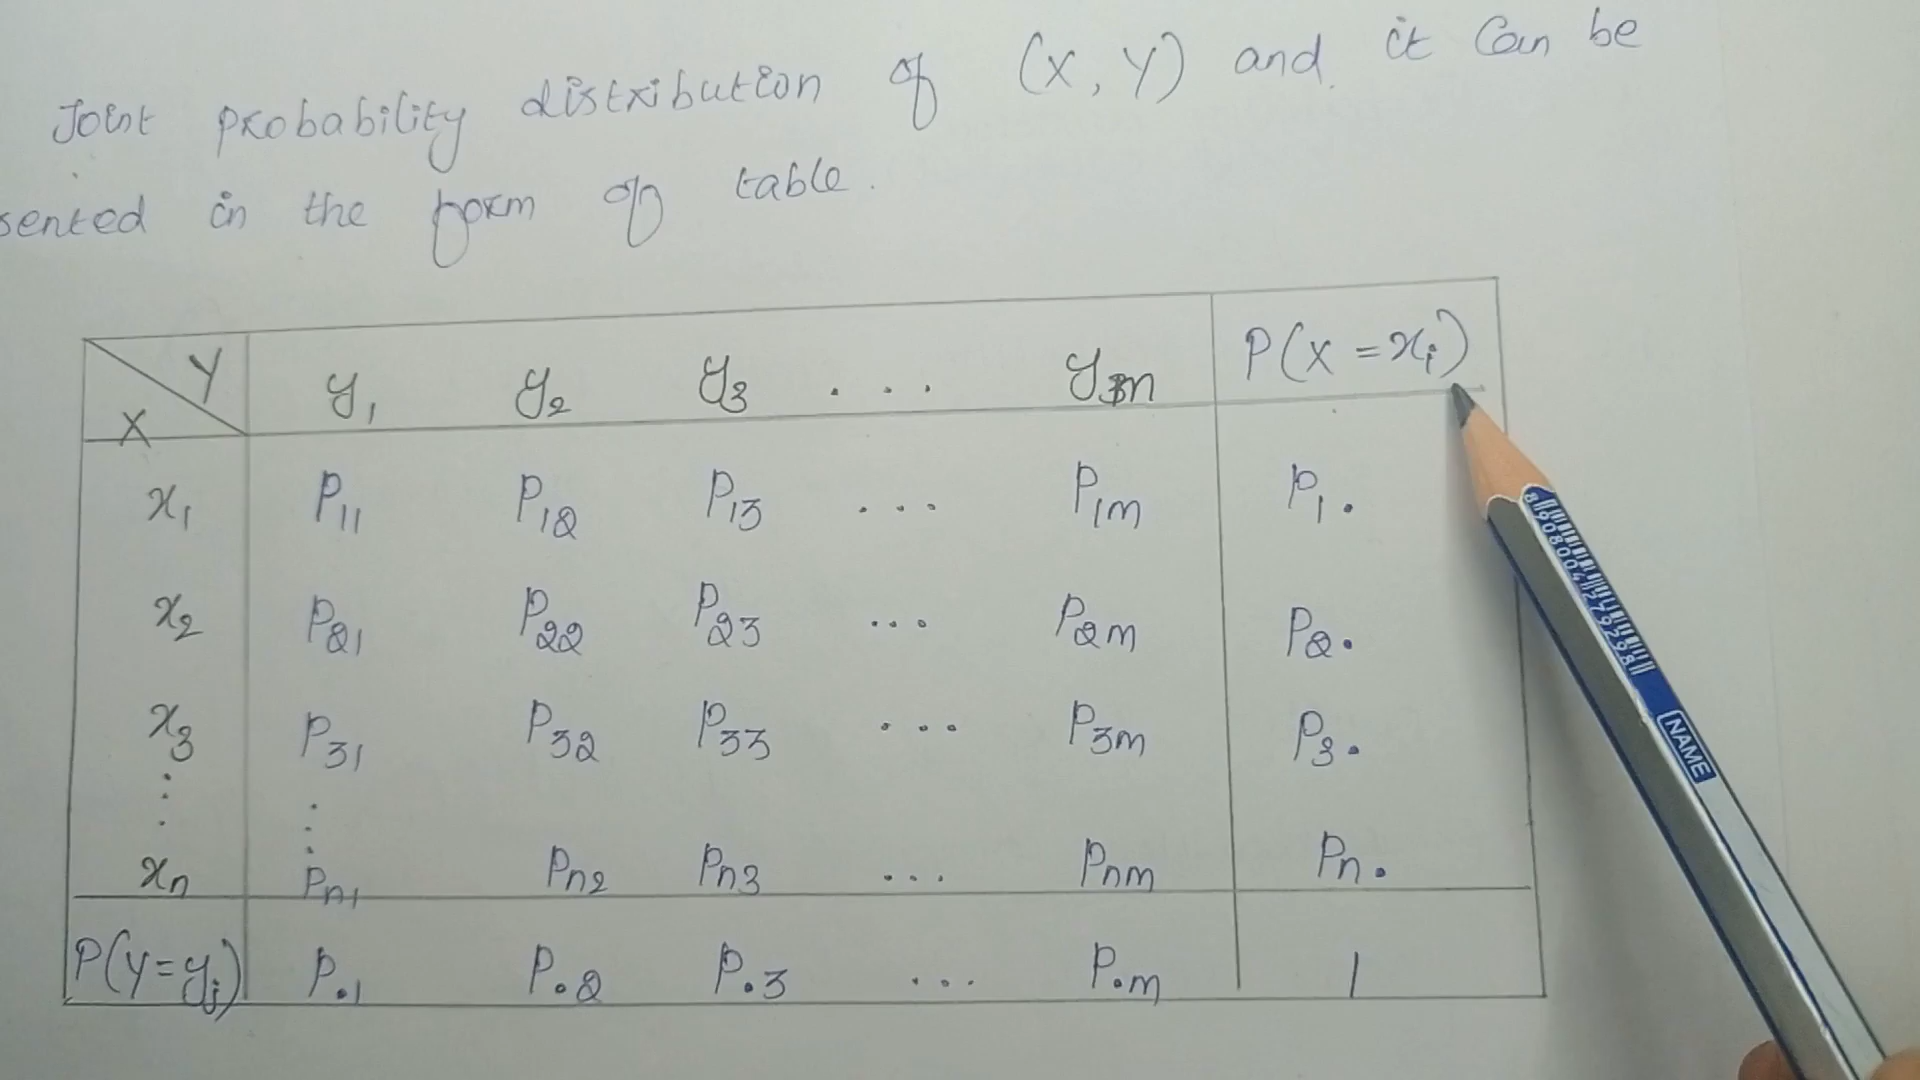 Joint probability distribution of (X, Y) and it can be
sented in the form of table.
Y X y₁ y₂ y₃ . . . yₘ P(X = xᵢ)
x₁ P₁₁ P₁₂ P₁₃ ... P₁ₘ P₁.
x₂ P₂₁ P₂₂ P₂₃ ... P₂ₘ P₂.
x₃ P₃₁ P₃₂ P₃₃ ... P₃ₘ P₃.
⋮ ⋮
xₙ Pₙ₁ Pₙ₂ Pₙ₃ ... Pₙₘ Pₙ.
P(Y=yⱼ) P.₁ P.₂ P.₃ ... P.ₘ 1
NAME